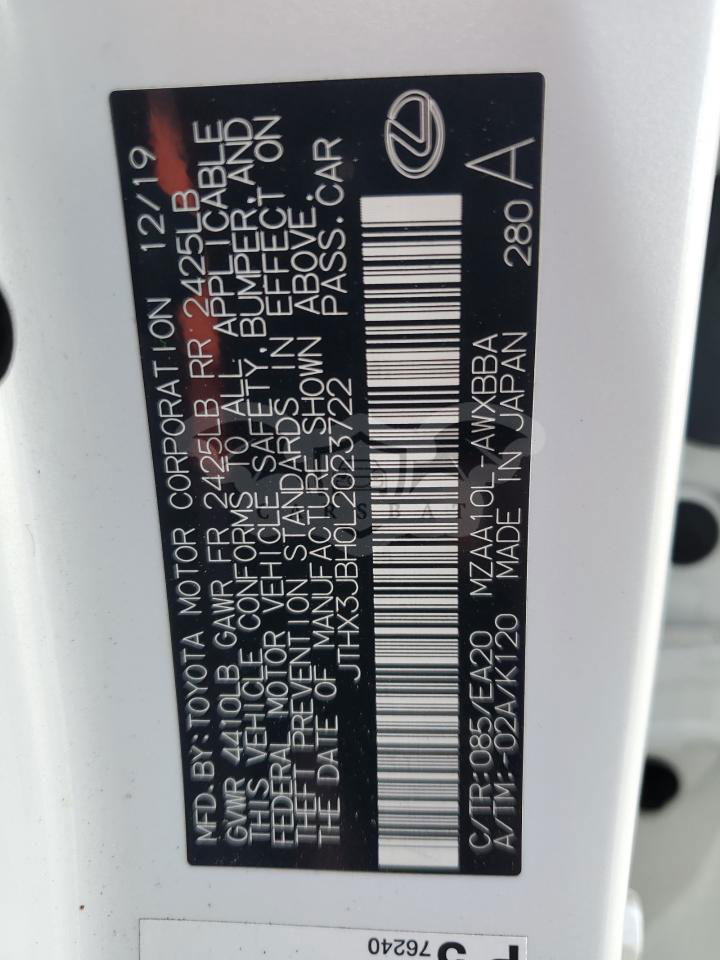 MFD.BY:TOYOTA MOTOR CORPORATION 12/19
GVWR 4410LB GAWR FR 2425LB RR 2425LB
THIS VEHICLE CONFORMS TO ALL APPLICABLE
FEDERAL MOTOR VEHICLE SAFETY, BUMPER, AND
THEFT PREVENTION STANDARDS IN EFFECT ON
THE DATE OF MANUFACTURE SHOWN ABOVE.
JTHX3JBH0L2023722 PASS.CAR
C/TR:085/EA20 MZAA10L-AWXBBA 280 A
A/TM:-02A/K120 MADE IN JAPAN
CARSBAT
76240